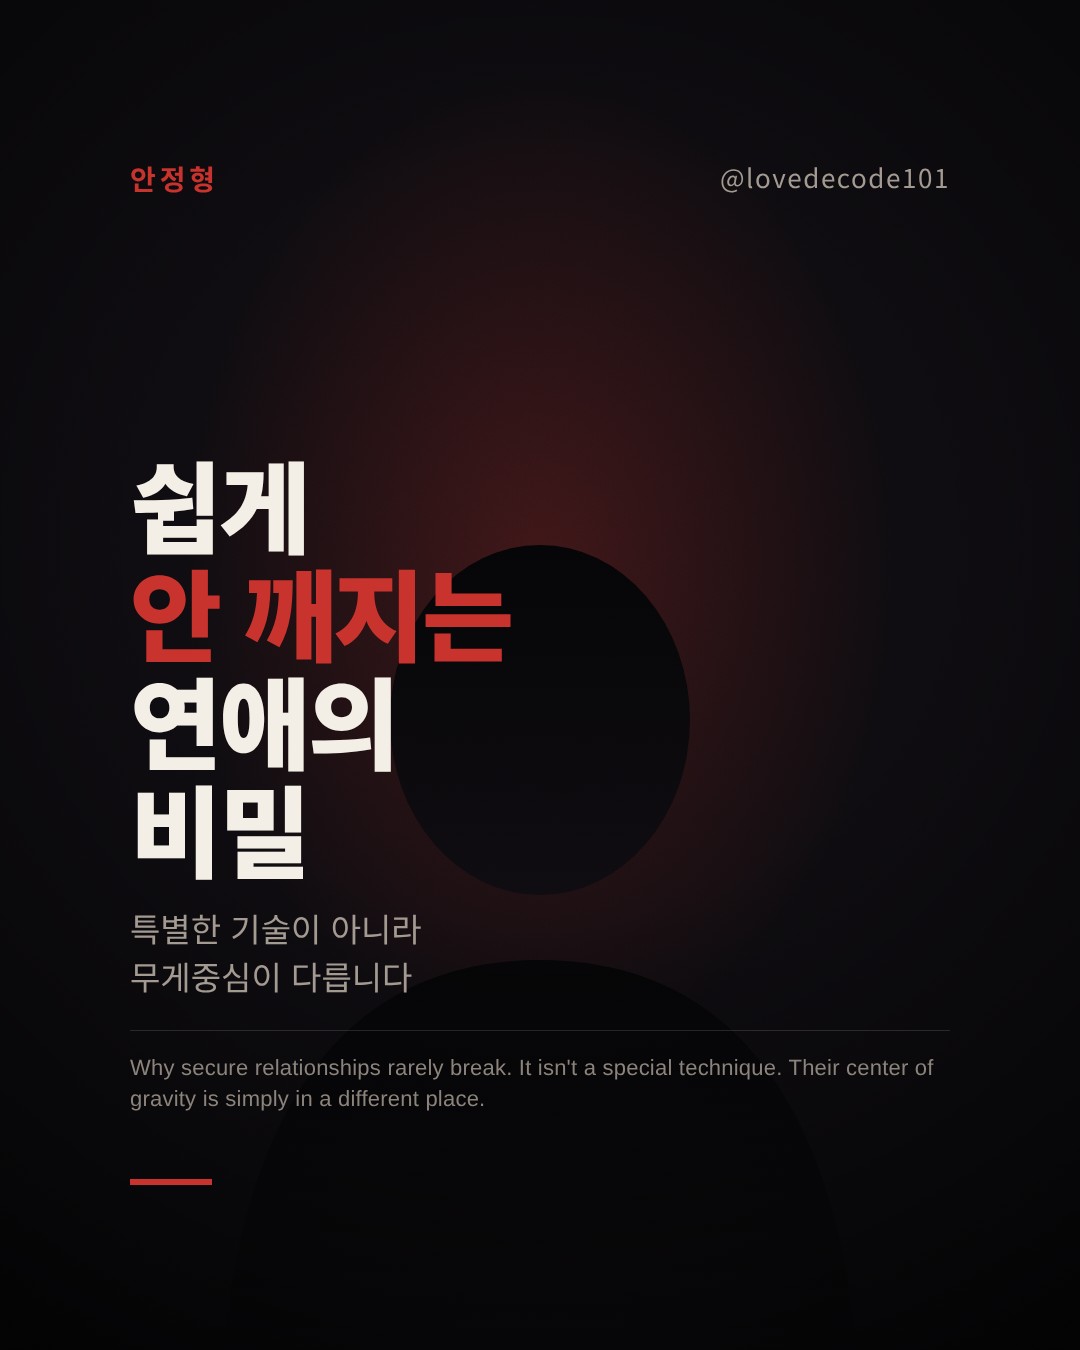 안정형
@lovedecode101
쉽게
안 깨지는
연애의
비밀
특별한 기술이 아니라
무게중심이 다릅니다
Why secure relationships rarely break. It isn't a special technique. Their center of
gravity is simply in a different place.